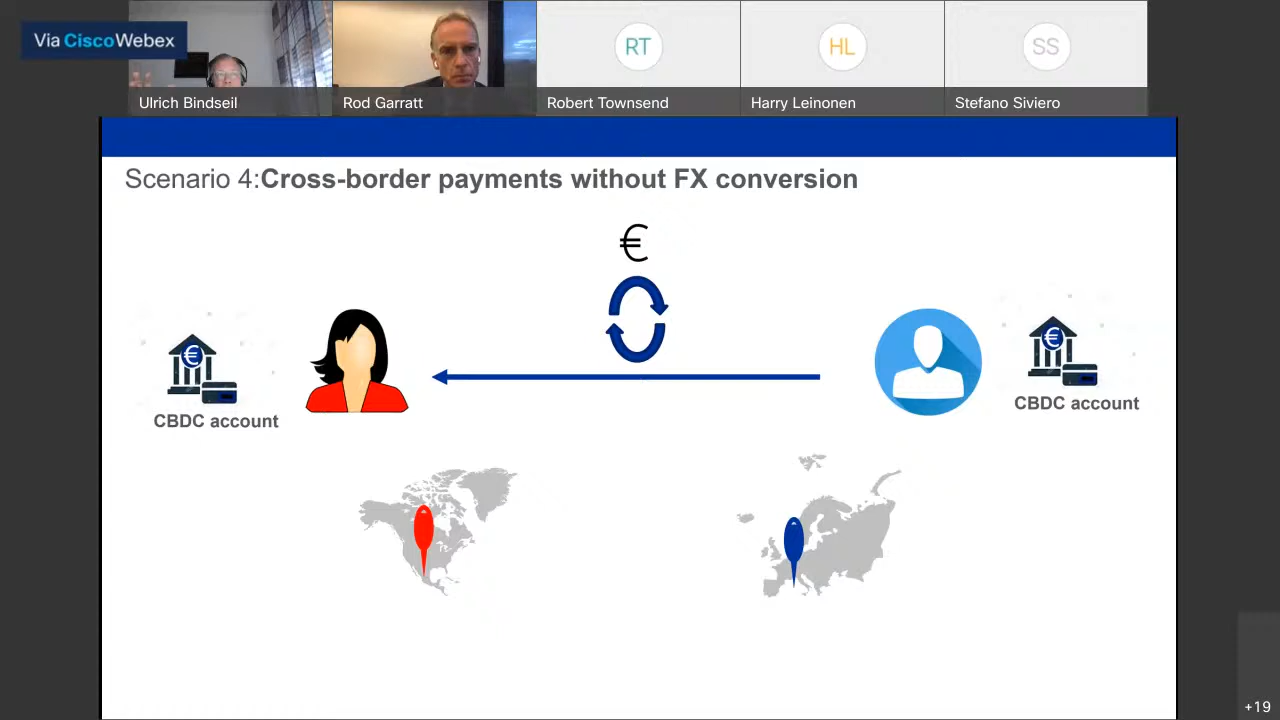 Via CiscoWebex
Ulrich Bindseil
Rod Garratt
RT
Robert Townsend
HL
Harry Leinonen
SS
Stefano Siviero
Scenario 4:Cross-border payments without FX conversion
€
€
CBDC account
€
CBDC account
+19